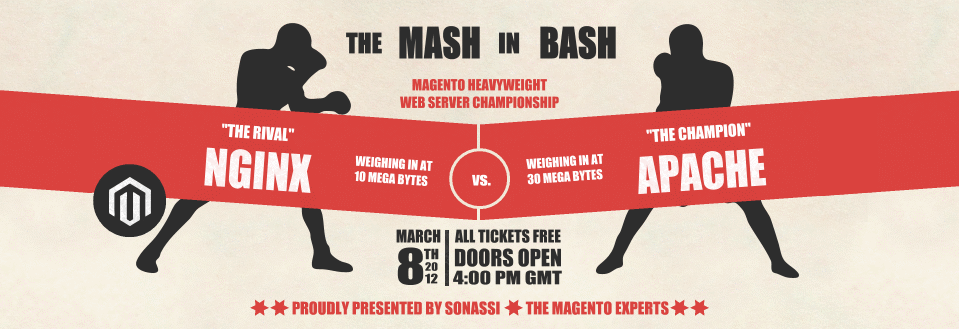 THE MASH IN BASH
MAGENTO HEAVYWEIGHT
WEB SERVER CHAMPIONSHIP
"THE RIVAL"
NGINX
WEIGHING IN AT
10 MEGA BYTES
VS.
WEIGHING IN AT
30 MEGA BYTES
"THE CHAMPION"
APACHE
MARCH
8TH
20
12
ALL TICKETS FREE
DOORS OPEN
4:00 PM GMT
PROUDLY PRESENTED BY SONASSI THE MAGENTO EXPERTS